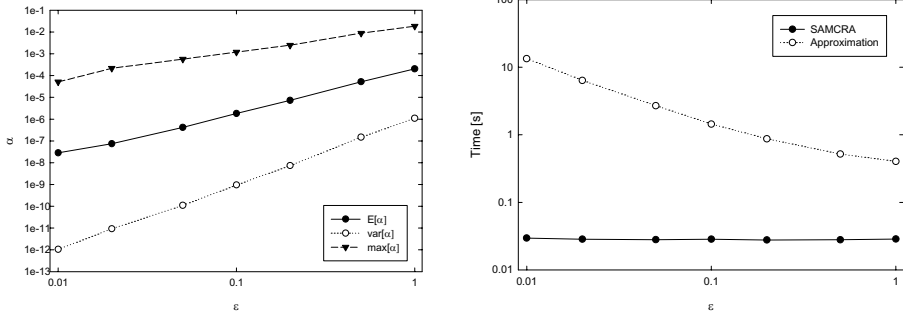 1e-1
1e-2
1e-3
1e-4
1e-5
1e-6
1e-7
1e-8
1e-9
1e-10
1e-11
1e-12
1e-13
α
0.01 0.1 1
ε
E[α]
var[α]
max[α]
100
10
1
0.1
0.01
Time [s]
0.01 0.1 1
ε
SAMCRA
Approximation